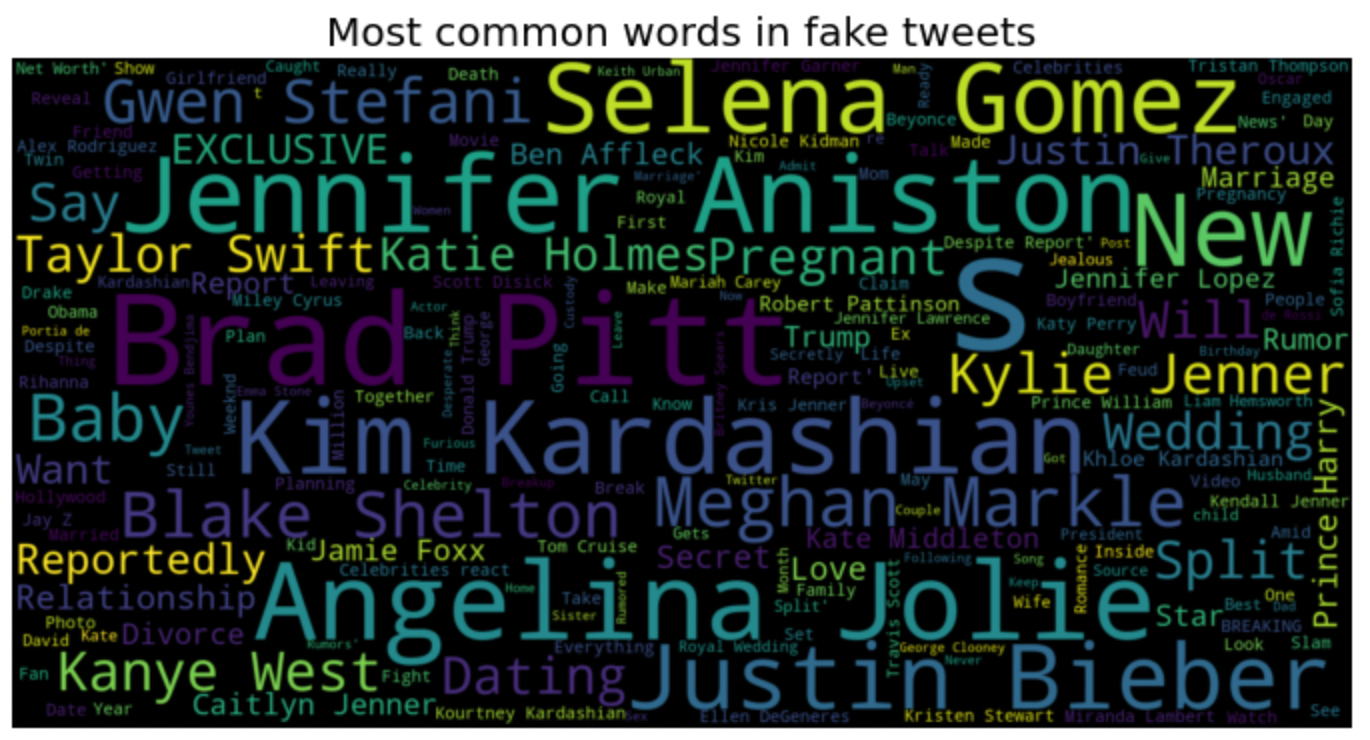 Most common words in fake tweets
Net Worth' Show Caught Really Death Keith Urban Jennifer Garner Man Celebrities Tristan Thompson
Girlfriend Oscar
Reveal Gwen Stefani t Selena Gomez Ready Engaged
Friend Beyonce News' Day
Alex Rodriguez EXCLUSIVE Movie Nicole Kidman re Made Justin Theroux
Twin Ben Affleck Kim Talk Give
Getting Marriage' Admit Mom Marriage
Say Jennifer Aniston Royal Pregnancy
Women First New Sofia Richie
Taylor Swift Katie Holmes Pregnant Despite Report' Post
Jealous
Kardashian Report Leaving Scott Disick Custody Make Mariah Carey Claim S Jennifer Lopez
Drake Miley Cyrus Actor Now Robert Pattinson Boyfriend People
Obama Brad Pitt Jennifer Lawrence Will de Rossi
Portia de Plan Back Think George Leave Trump Ex Katy Perry Rumor
Despite Secretly Life Daughter Birthday
Thing Younes Bendjima Desperate Donald Trump Going Britney Spears Report' Live Feud
Rihanna Emma Stone Upset Kylie Jenner
Baby Weeknd Together Call Know Kris Jenner Beyoncé Prince William Liam Hemsworth
Tweet Million Kim Kardashian Furious Wedding
Want Still Time Got Khloe Kardashian Prince Harry
Planning Celebrity Breakup Break Twitter May Video Husband
Hollywood Blake Shelton Meghan Markle Kendall Jenner
Jay Z Couple child
Married Gets Kate Middleton President Amid
Reportedly Kid Jamie Foxx Tom Cruise Secret Month Following Song Romance Inside Split
Celebrities react Love Source
Home Family Keep
Relationship Angelina Jolie Take Rumored Split' Travis Scott Wife Star Best Dad One
Photo Sister BREAKING
David Kate Divorce Rumors' Everything Set Royal Wedding George Clooney Look Slam
Never
Fan Kanye West Fight Dating Justin Bieber
Date Year Caitlyn Jenner Kourtney Kardashian Sex Ellen DeGeneres Kristen Stewart Miranda Lambert Watch See